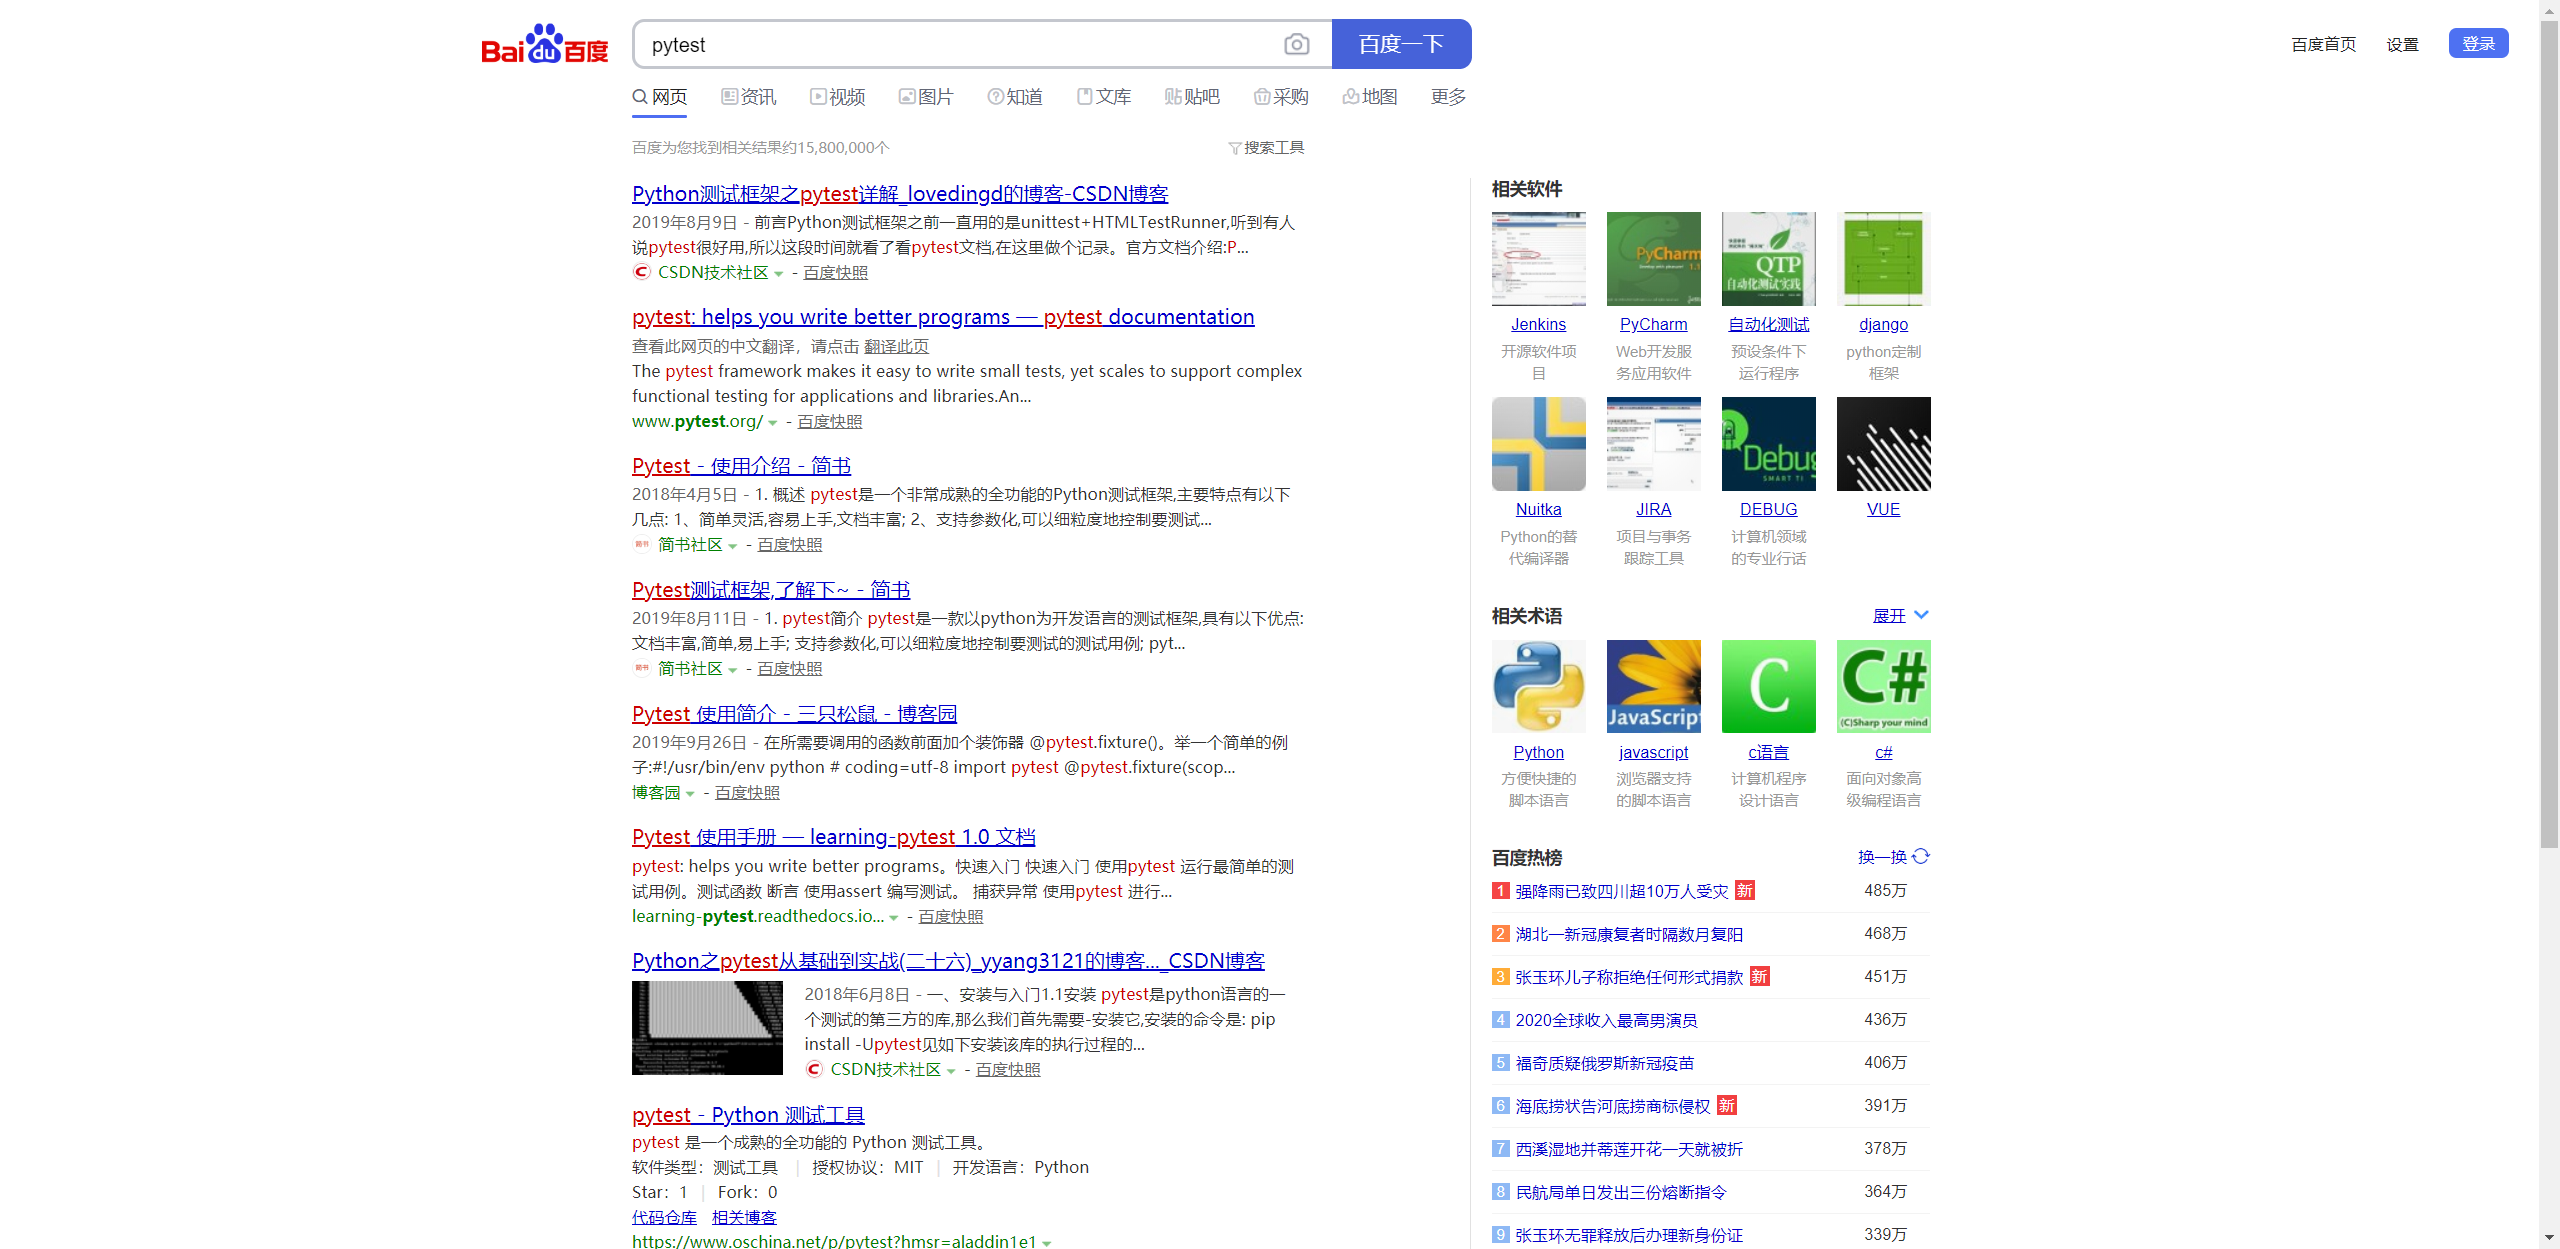 Bai du 百度
pytest
百度一下
百度首页 设置 登录
网页 资讯 视频 图片 知道 文库 贴吧 采购 地图 更多
百度为您找到相关结果约15,800,000个 搜索工具
Python测试框架之pytest详解_lovedingd的博客-CSDN博客
2019年8月9日 - 前言Python测试框架之前一直用的是unittest+HTMLTestRunner,听到有人
说pytest很好用,所以这段时间就看了看pytest文档,在这里做个记录。官方文档介绍:P...
CSDN技术社区 - 百度快照
pytest: helps you write better programs — pytest documentation
查看此网页的中文翻译，请点击 翻译此页
The pytest framework makes it easy to write small tests, yet scales to support complex
functional testing for applications and libraries.An...
www.pytest.org/ - 百度快照
Pytest - 使用介绍 - 简书
2018年4月5日 - 1. 概述 pytest是一个非常成熟的全功能的Python测试框架,主要特点有以下
几点: 1、简单灵活,容易上手,文档丰富; 2、支持参数化,可以细粒度地控制要测试...
简书 简书社区 - 百度快照
Pytest测试框架,了解下~ - 简书
2019年8月11日 - 1. pytest简介 pytest是一款以python为开发语言的测试框架,具有以下优点:
文档丰富,简单,易上手; 支持参数化,可以细粒度地控制要测试的测试用例; pyt...
简书 简书社区 - 百度快照
Pytest 使用简介 - 三只松鼠 - 博客园
2019年9月26日 - 在所需要调用的函数前面加个装饰器 @pytest.fixture()。举一个简单的例
子:#!/usr/bin/env python # coding=utf-8 import pytest @pytest.fixture(scop...
博客园 - 百度快照
Pytest 使用手册 — learning-pytest 1.0 文档
pytest: helps you write better programs。快速入门 快速入门 使用pytest 运行最简单的测
试用例。测试函数 断言 使用assert 编写测试。 捕获异常 使用pytest 进行...
learning-pytest.readthedocs.io... - 百度快照
Python之pytest从基础到实战(二十六)_yyang3121的博客..._CSDN博客
2018年6月8日 - 一、安装与入门1.1安装 pytest是python语言的一
个测试的第三方的库,那么我们首先需要-安装它,安装的命令是: pip
install -Upytest见如下安装该库的执行过程的...
CSDN技术社区 - 百度快照
pytest - Python 测试工具
pytest 是一个成熟的全功能的 Python 测试工具。
软件类型：测试工具 | 授权协议：MIT | 开发语言：Python
Star：1 | Fork：0
代码仓库 相关博客
https://www.oschina.net/p/pytest?hmsr=aladdin1e1
相关软件
PyCharm
QTP
自动化测试实践
Jenkins PyCharm 自动化测试 django
开源软件项 Web开发服 预设条件下 python定制
目 务应用软件 运行程序 框架
Debug
SMART TI
Nuitka JIRA DEBUG VUE
Python的替 项目与事务 计算机领域
代编译器 跟踪工具 的专业行话
相关术语 展开
JavaScript
C
C#
(C)Sharp your mind
Python javascript c语言 c#
方便快捷的 浏览器支持 计算机程序 面向对象高
脚本语言 的脚本语言 设计语言 级编程语言
百度热榜 换一换
1 强降雨已致四川超10万人受灾 新 485万
2 湖北一新冠康复者时隔数月复阳 468万
3 张玉环儿子称拒绝任何形式捐款 新 451万
4 2020全球收入最高男演员 436万
5 福奇质疑俄罗斯新冠疫苗 406万
6 海底捞状告河底捞商标侵权 新 391万
7 西溪湿地并蒂莲开花一天就被折 378万
8 民航局单日发出三份熔断指令 364万
9 张玉环无罪释放后办理新身份证 339万